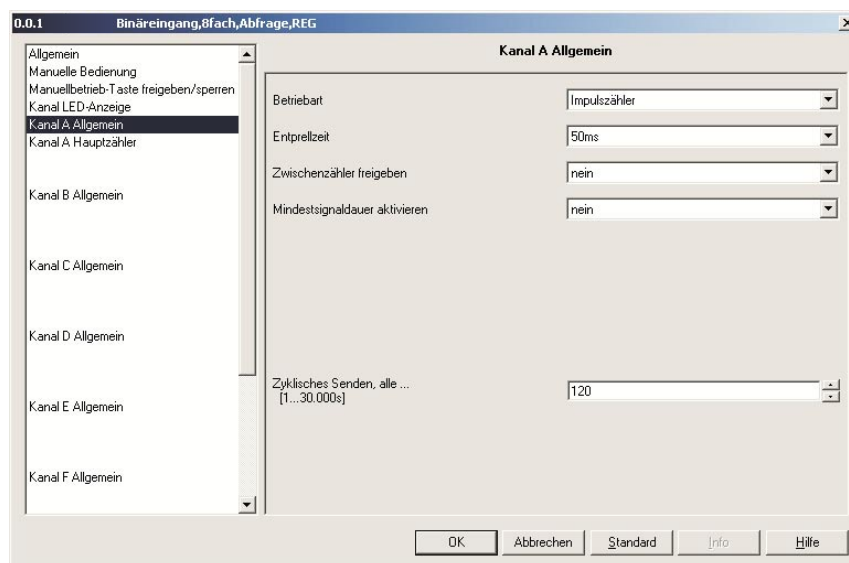 0.0.1 Binäreingang,8fach,Abfrage,REG
Allgemein
Manuelle Bedienung
Manuellbetrieb-Taste freigeben/sperren
Kanal LED-Anzeige
Kanal A Allgemein
Kanal A Hauptzähler
Kanal B Allgemein
Kanal C Allgemein
Kanal D Allgemein
Kanal E Allgemein
Kanal F Allgemein
Kanal A Allgemein
Betriebart Impulszähler
Entprellzeit 50ms
Zwischenzähler freigeben nein
Mindestsignaldauer aktivieren nein
Zyklisches Senden, alle ... 120
[1...30.000s]
OK Abbrechen Standard Info Hilfe